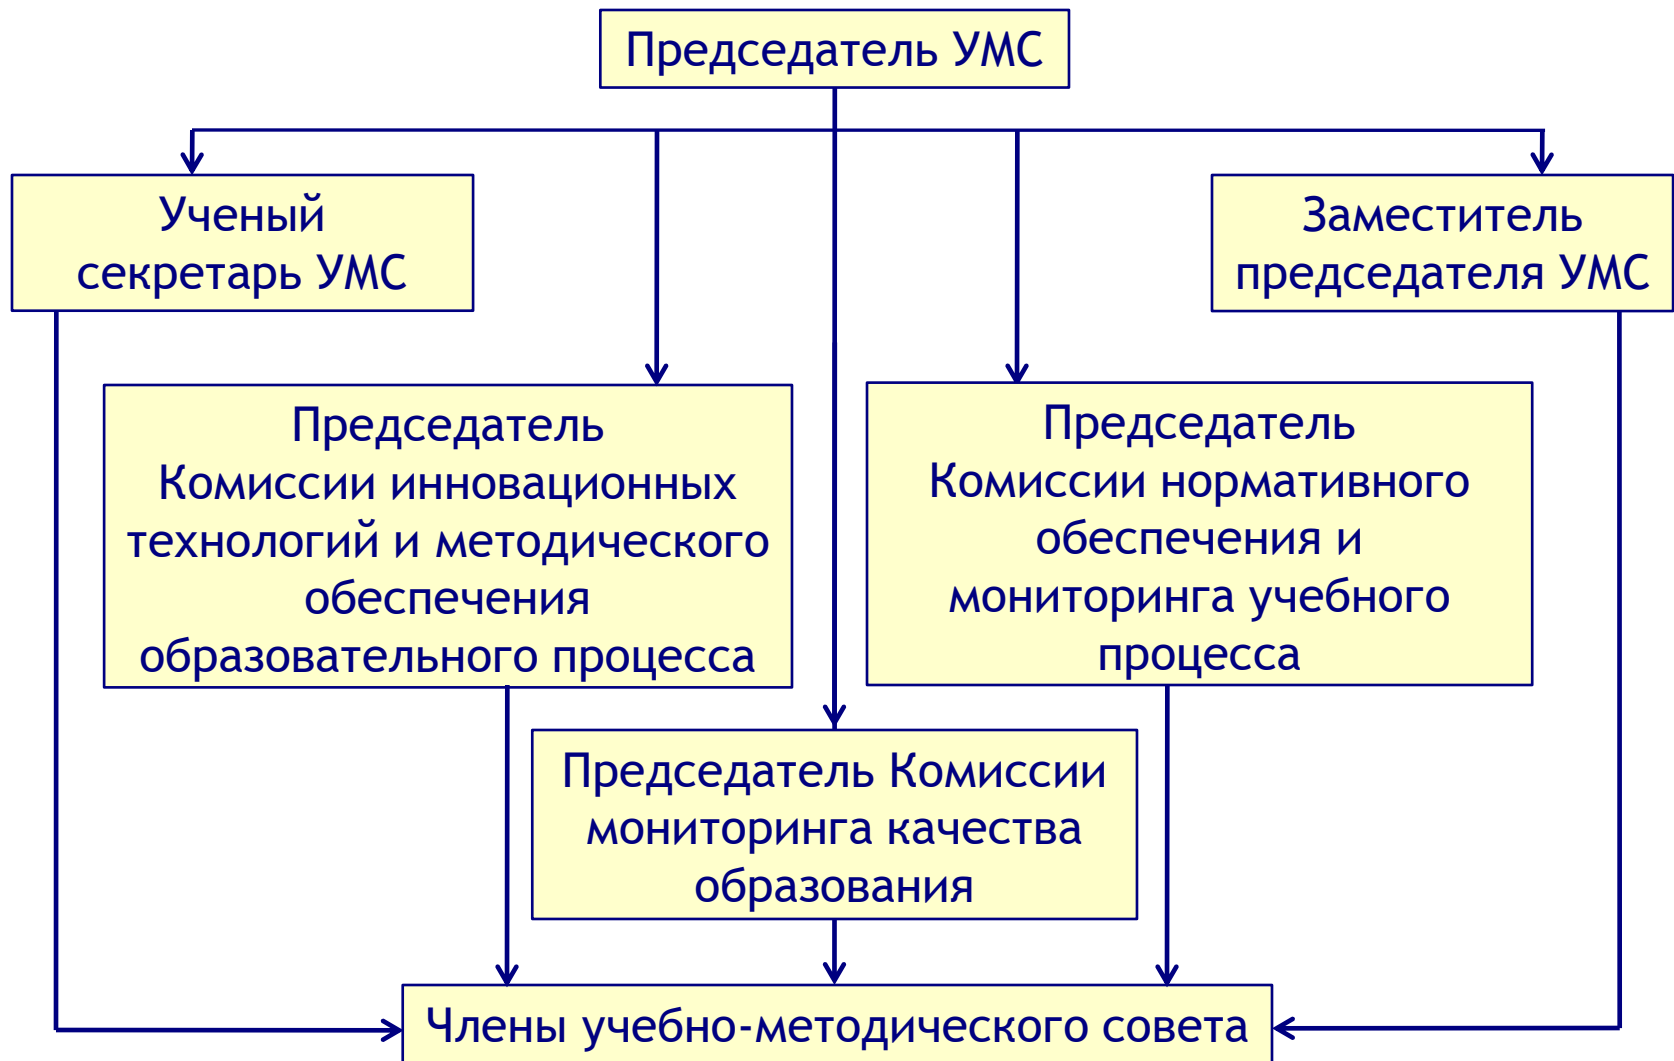 Председатель УМС
Ученый
секретарь УМС
Заместитель
председателя УМС
Председатель
Комиссии инновационных
технологий и методического
обеспечения
образовательного процесса
Председатель
Комиссии нормативного
обеспечения и
мониторинга учебного
процесса
Председатель Комиссии
мониторинга качества
образования
Члены учебно-методического совета